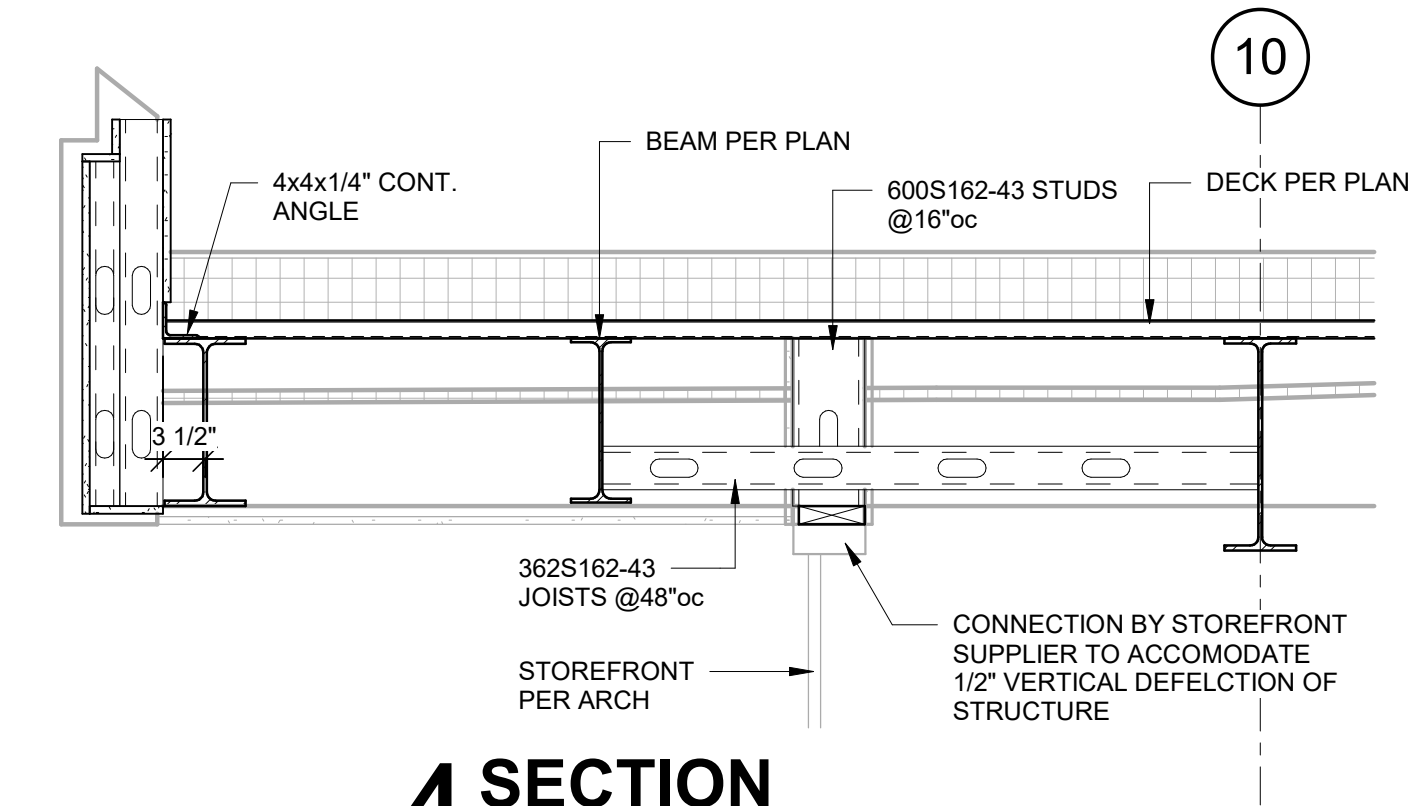 10
BEAM PER PLAN
4x4x1/4" CONT.
ANGLE
600S162-43 STUDS
@16"oc
DECK PER PLAN
3 1/2"
362S162-43
JOISTS @48"oc
STOREFRONT
PER ARCH
CONNECTION BY STOREFRONT
SUPPLIER TO ACCOMODATE
1/2" VERTICAL DEFELCTION OF
STRUCTURE
4 SECTION